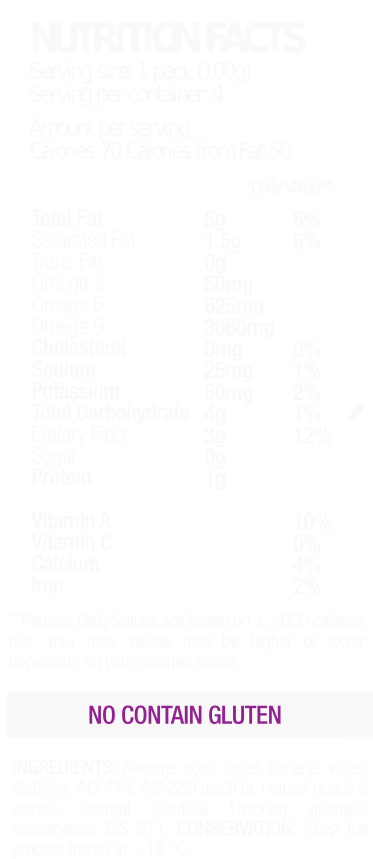 NUTRITION FACTS
Serving size: 1 pack (100g)
Serving per container: 4
Amount per serving
Calories 70 Calories from Fat 50
*Daily Value**
Total Fat 5g 8%
Saturated Fat 1.5g 6%
Trans Fat 0g
Omega 3 50mg
Omega 6 625mg
Omega 9 3060mg
Cholesterol 0mg 0%
Sodium 25mg 1%
Potassium 60mg 2%
Total Carbohydrate 4g 1%
Dietary Fiber 3g 12%
Sugar 0g
Protein 1g
Vitamin A 10%
Vitamin C 0%
Calcium 4%
Iron 2%
**Percent Daily Values are based on a 2,000 calories
diet. Your daily values may be higher or lower
depending on your calories needs.
NO CONTAIN GLUTEN
INGREDIENTS: Average açaí, sugar, banana, water,
stabilizer INS 415, INS 330 acidifier, natural guarana
extract, natural identical flavoring guarana,
conservative INS 211. CONSERVATION: Keep the
product frozen at -18 °C.